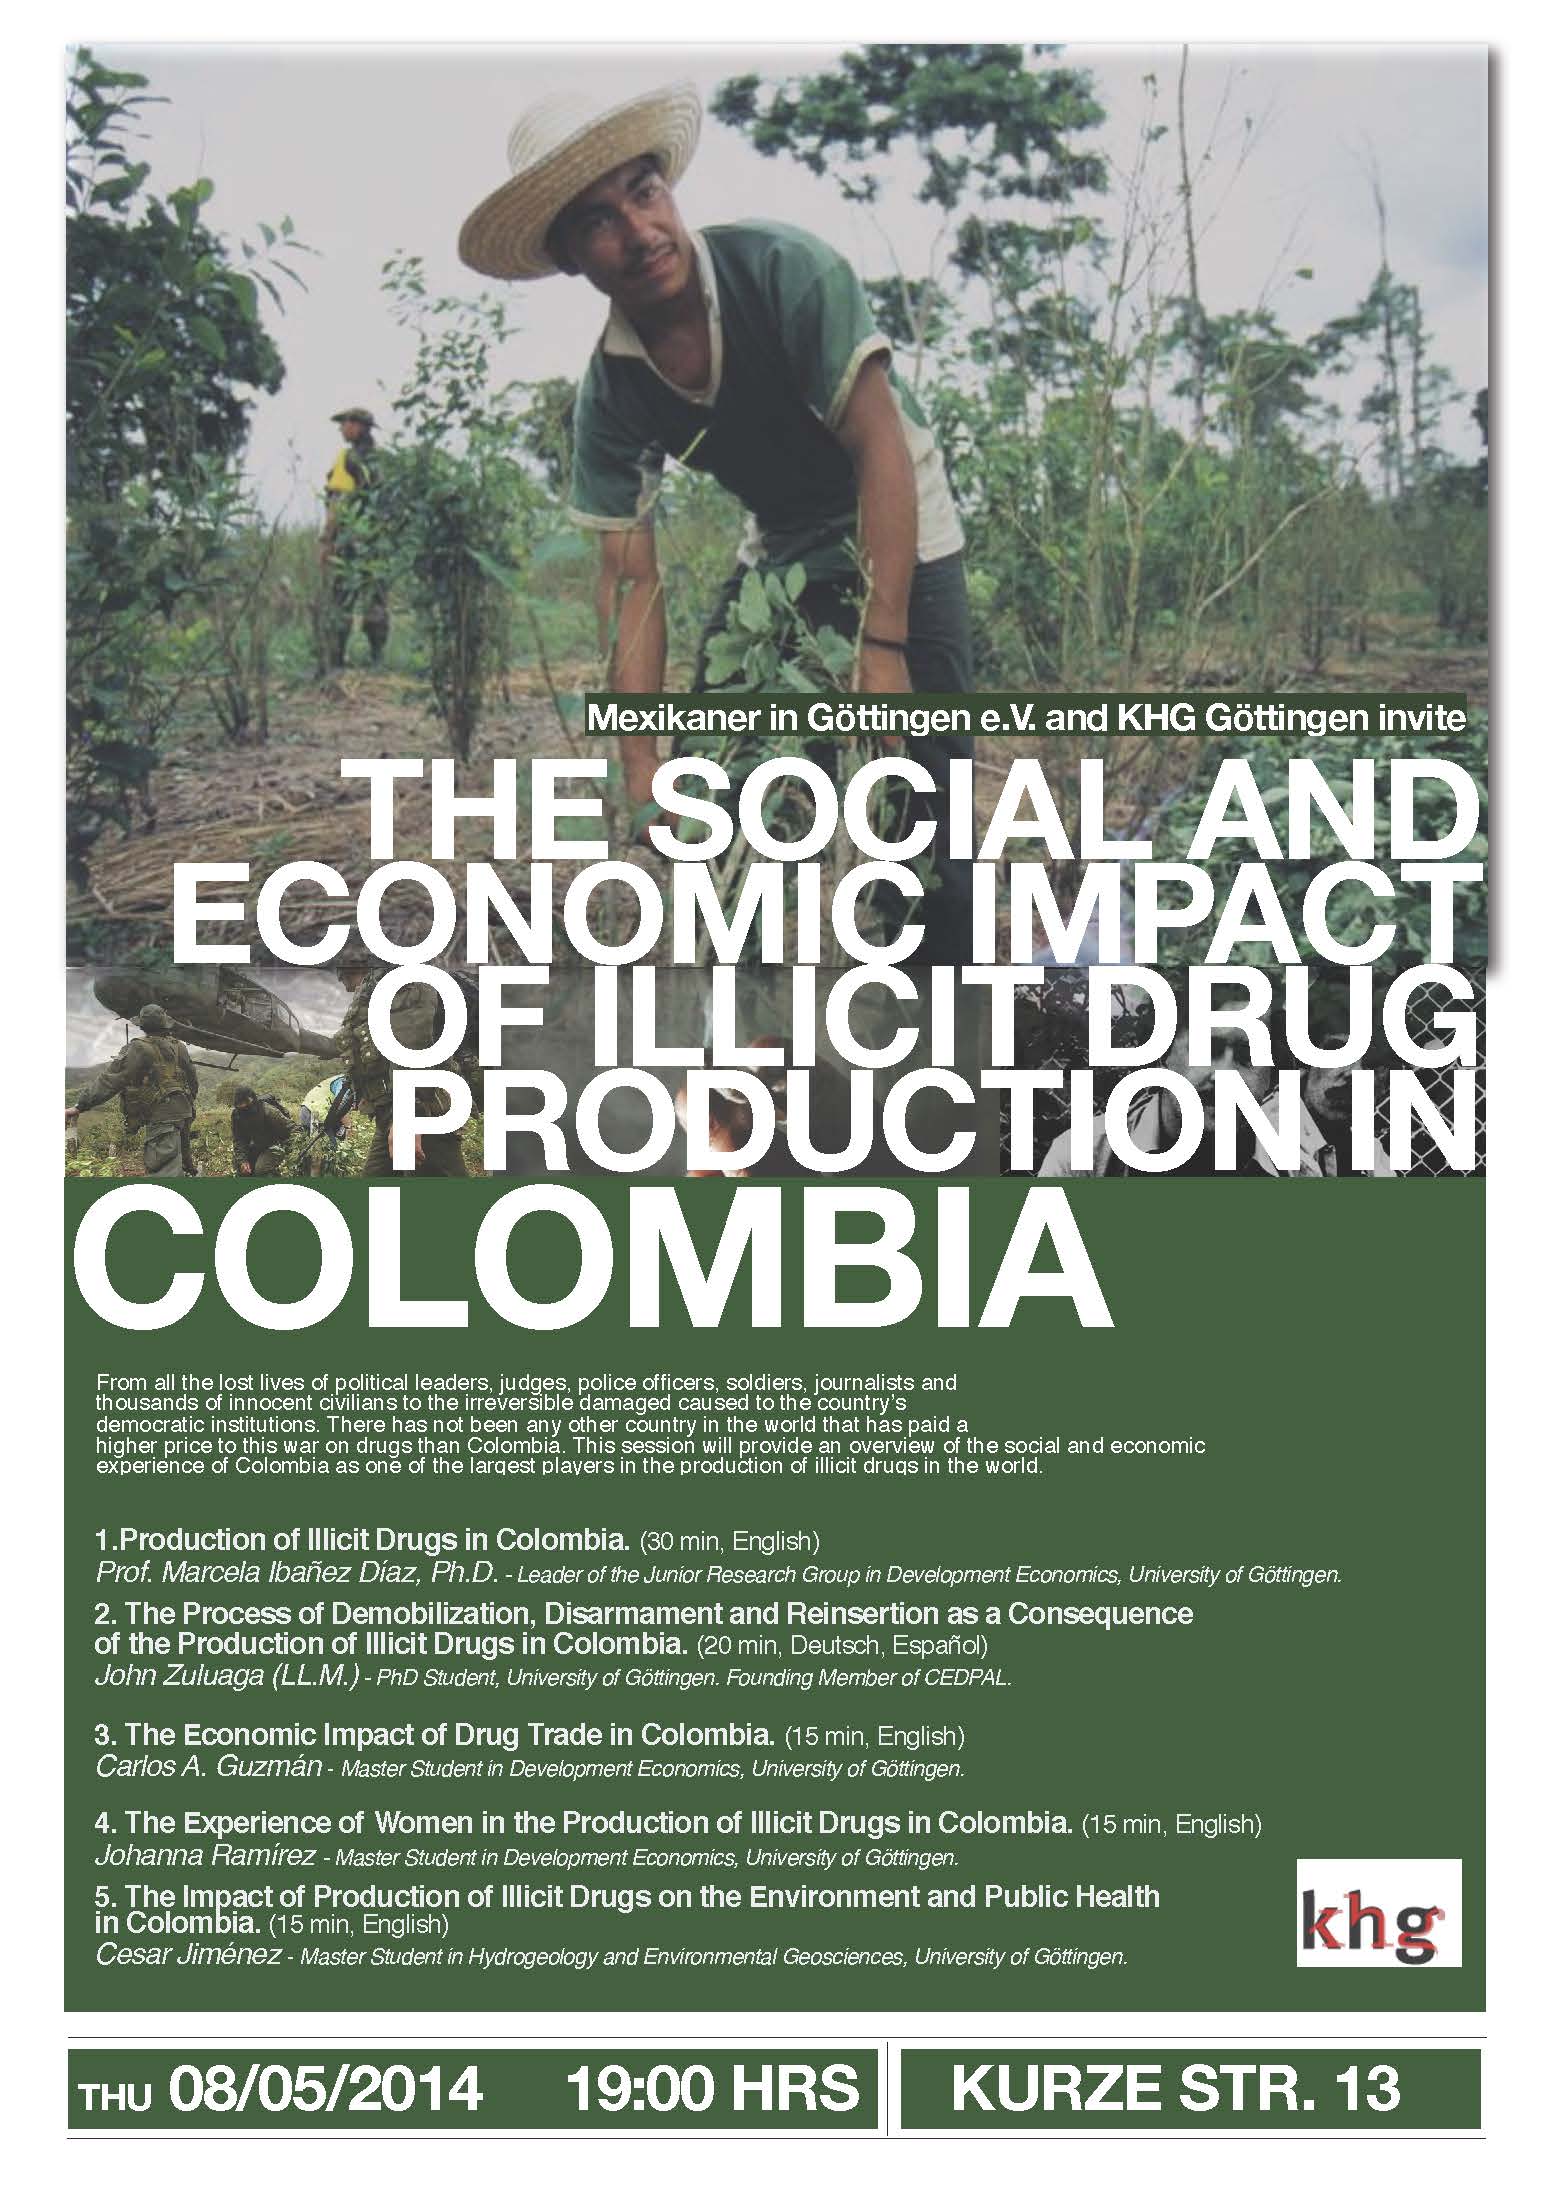 Mexikaner in Göttingen e.V. and KHG Göttingen invite
THE SOCIAL AND
ECONOMIC IMPACT
OF ILLICIT DRUG
PRODUCTION IN
COLOMBIA
From all the lost lives of political leaders, judges, police officers, soldiers, journalists and
thousands of innocent civilians to the irreversible damaged caused to the country's
democratic institutions. There has not been any other country in the world that has paid a
higher price to this war on drugs than Colombia. This session will provide an overview of the social and economic
experience of Colombia as one of the largest players in the production of illicit drugs in the world.
1.Production of Illicit Drugs in Colombia. (30 min, English)
Prof. Marcela Ibañez Díaz, Ph.D. - Leader of the Junior Research Group in Development Economics, University of Göttingen.
2. The Process of Demobilization, Disarmament and Reinsertion as a Consequence
of the Production of Illicit Drugs in Colombia. (20 min, Deutsch, Español)
John Zuluaga (LL.M.) - PhD Student, University of Göttingen. Founding Member of CEDPAL.
3. The Economic Impact of Drug Trade in Colombia. (15 min, English)
Carlos A. Guzmán - Master Student in Development Economics, University of Göttingen.
4. The Experience of Women in the Production of Illicit Drugs in Colombia. (15 min, English)
Johanna Ramírez - Master Student in Development Economics, University of Göttingen.
5. The Impact of Production of Illicit Drugs on the Environment and Public Health
in Colombia. (15 min, English)
Cesar Jiménez - Master Student in Hydrogeology and Environmental Geosciences, University of Göttingen.
khg
THU 08/05/2014 19:00 HRS
KURZE STR. 13